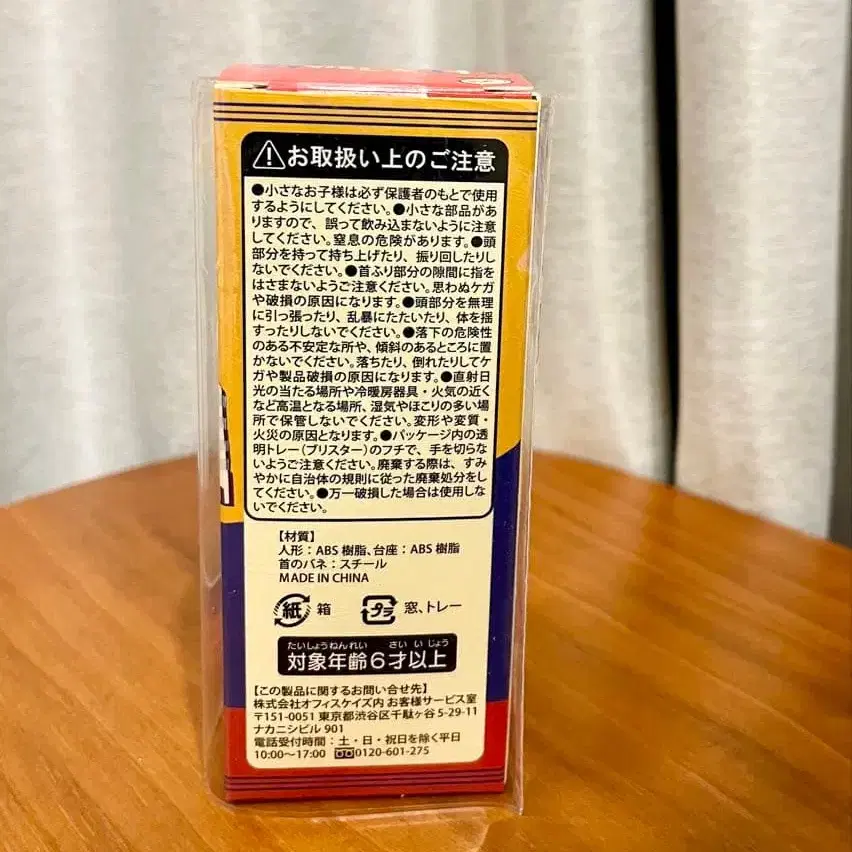 お取扱い上のご注意
●小さなお子様は必ず保護者のもとで使用
するようにしてください。●小さな部品があ
りますので、誤って飲み込まないように注意
してください。窒息の危険があります。●頭
部分を持って持ち上げたり、振り回したりし
ないでください。●首ふり部分の隙間に指を
はさまないようご注意ください。思わぬケガ
や破損の原因になります。●頭部分を無理
に引っ張ったり、乱暴にたたいたり、体を揺
すったりしないでください。●落下の危険性
のある不安定な所や、傾斜のあるところに置
かないでください。落ちたり、倒れたりしてケ
ガや製品破損の原因になります。●直射日
光の当たる場所や冷暖房器具・火気の近く
など高温となる場所、湿気やほこりの多い場
所で保管しないでください。変形や変質・
火災の原因となります。●パッケージ内の透
明トレー(ブリスター)のフチで、手を切らな
いようご注意ください。廃棄する際は、すみ
やかに自治体の規則に従った廃棄処分をし
てください。●万一破損した場合は使用しな
いでください。
【材質】
人形：ABS 樹脂、台座：ABS 樹脂
首のバネ：スチール
MADE IN CHINA
紙 箱 プラ 窓、トレー
たいしょうねんれい さい いじょう
対象年齢6才以上
【この製品に関するお問い合せ先】
株式会社オフィスケイズ内 お客様サービス室
〒151-0051 東京都渋谷区千駄ヶ谷 5-29-11
ナカニシビル 901
電話受付時間：土・日・祝日を除く平日
10:00〜17:00 0120-601-275